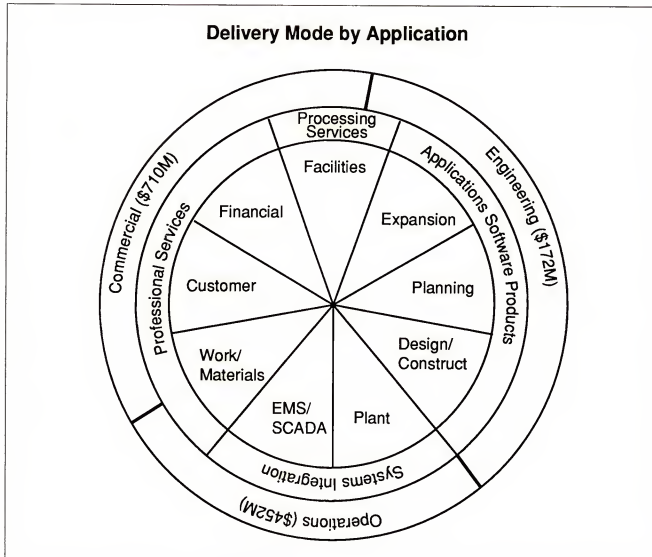 Delivery Mode by Application
Commercial ($710M)
Engineering ($172M)
Operations ($452M)
Processing
Services
Applications Software Products
Systems Integration
Professional Services
Facilities
Expansion
Planning
Design/
Construct
Plant
EMS/
SCADA
Work/
Materials
Customer
Financial